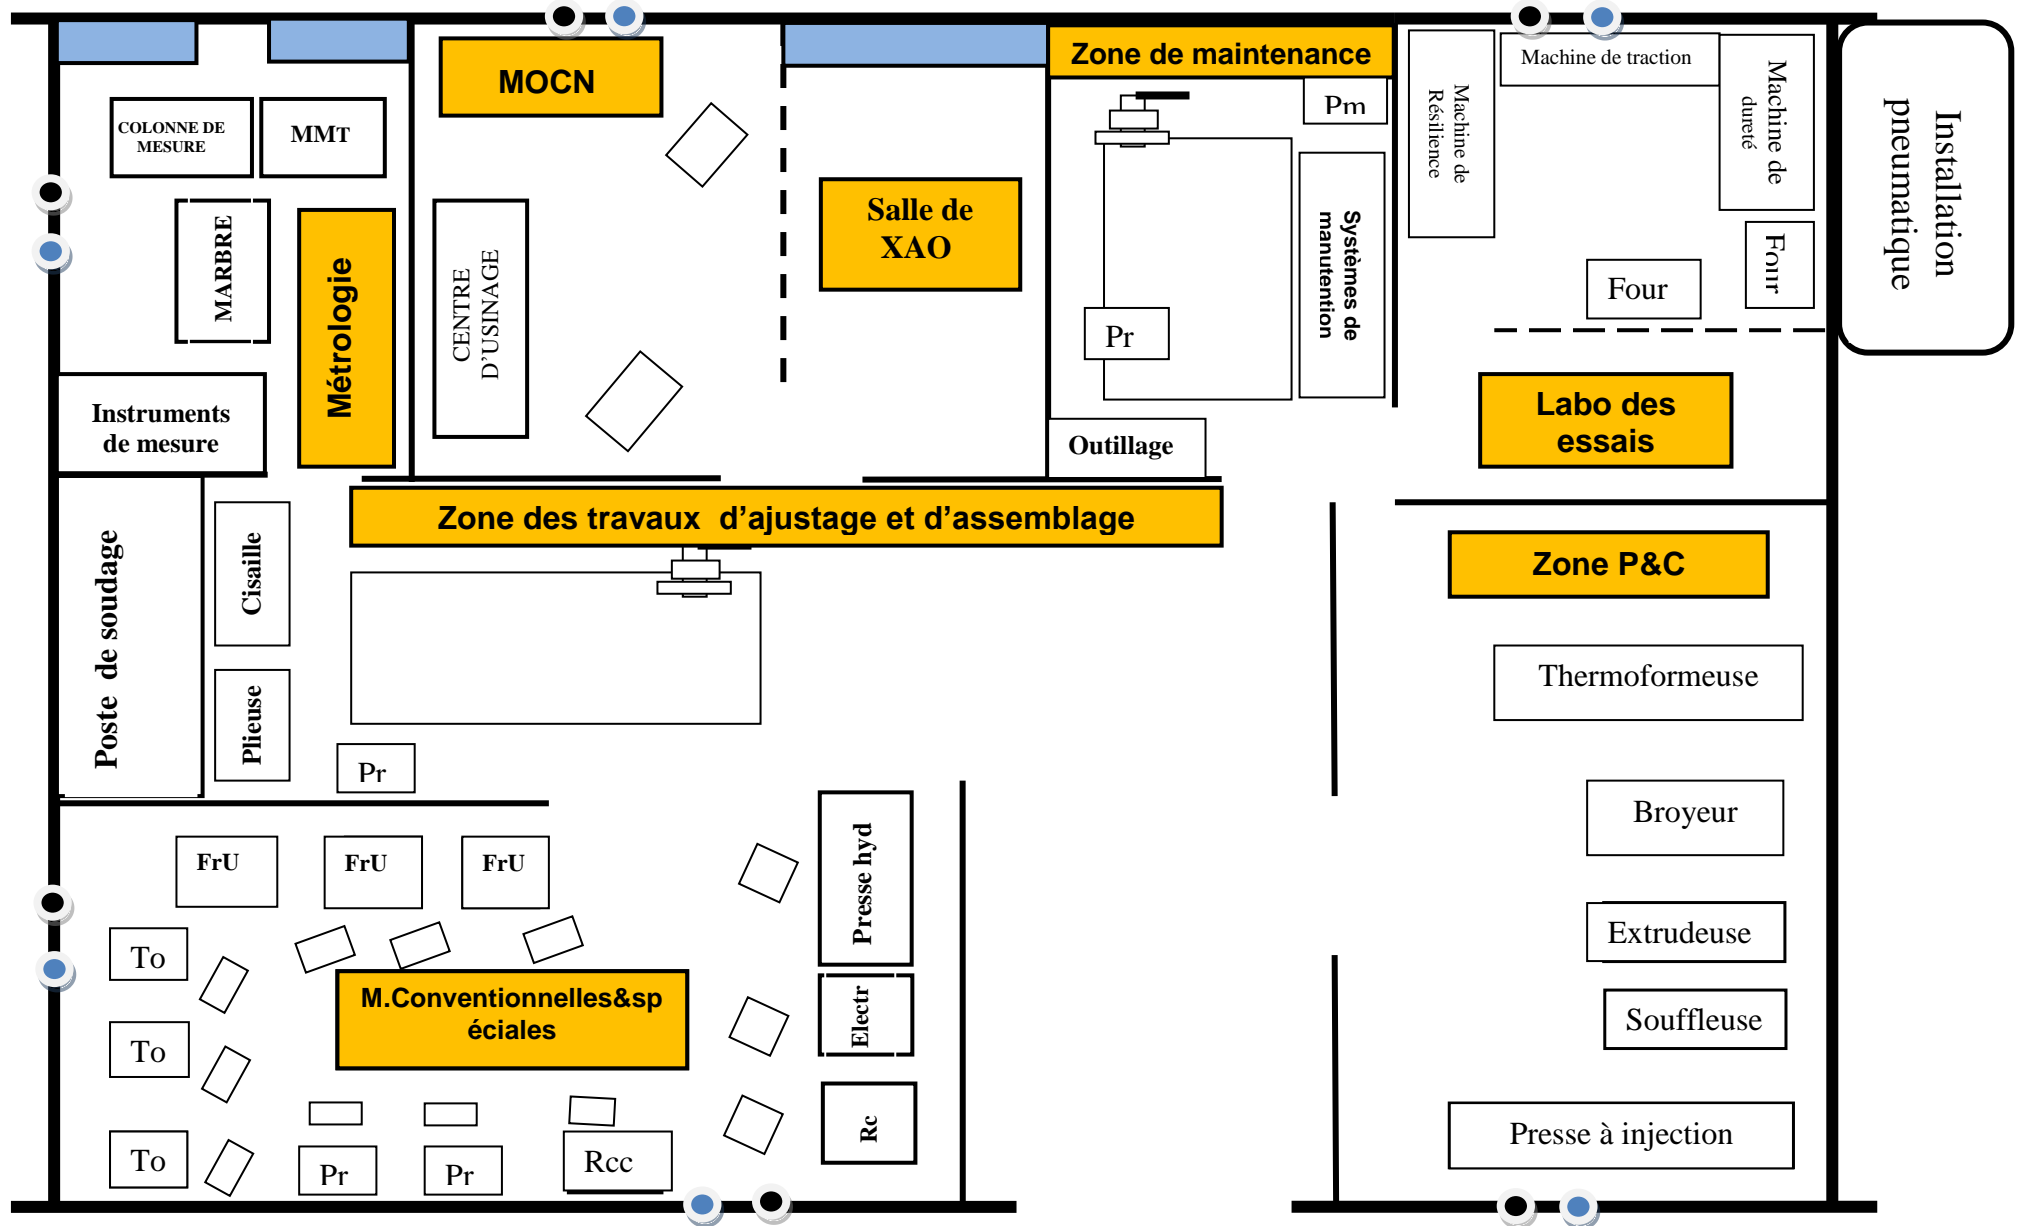 MOCN
Zone de maintenance
Machine de traction
Machine de
Résilience
Machine de
dureté
Installation
pneumatique
COLONNE DE
MESURE
MMT
Pm
MARBRE
Métrologie
CENTRE
D'USINAGE
Salle de
XAO
Systèmes de
manutention
Pr
Four
Four
Instruments
de mesure
Outillage
Labo des
essais
Zone des travaux d'ajustage et d'assemblage
Poste de soudage
Cisaille
Plieuse
Pr
Zone P&C
Thermoformeuse
Broyeur
Extrudeuse
Souffleuse
Presse à injection
FrU
FrU
FrU
Presse hyd
To
To
To
M.Conventionnelles&sp
éciales
Electr
Rc
Pr
Pr
Rcc